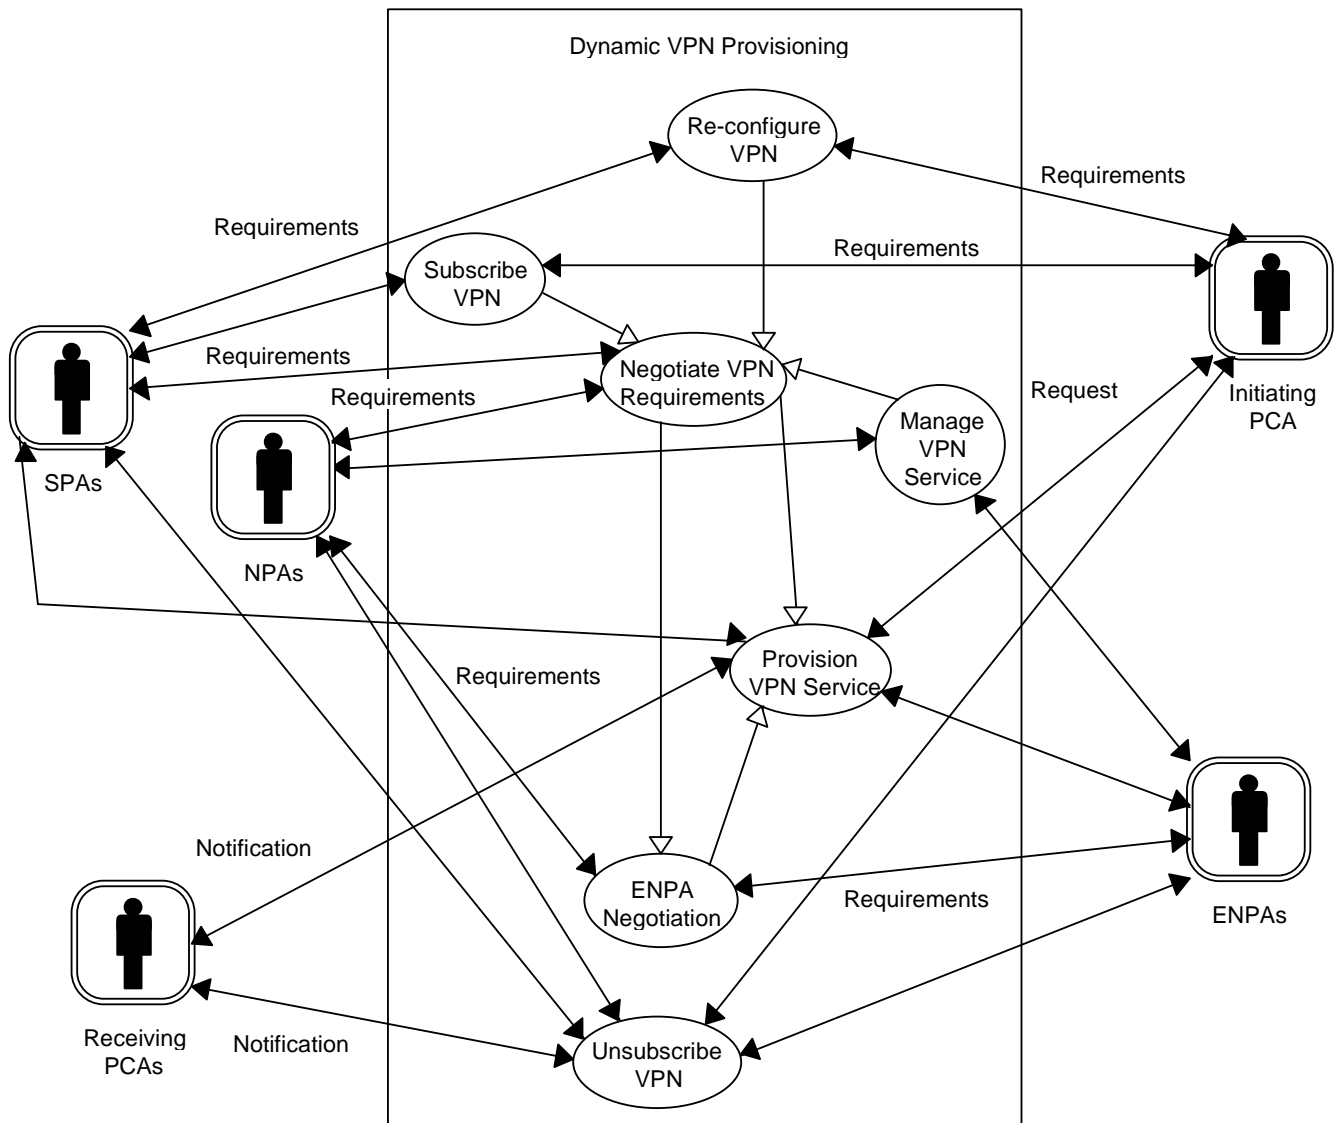 Dynamic VPN Provisioning
Re-configure
VPN
Requirements
Requirements
Requirements
Subscribe
VPN
Requirements
Negotiate VPN
Requirements
Requirements
Request
Initiating
PCA
Manage
VPN
Service
SPAs
NPAs
Requirements
Provision
VPN Service
Notification
ENPA
Negotiation
Requirements
ENPAs
Receiving
PCAs
Notification
Unsubscribe
VPN